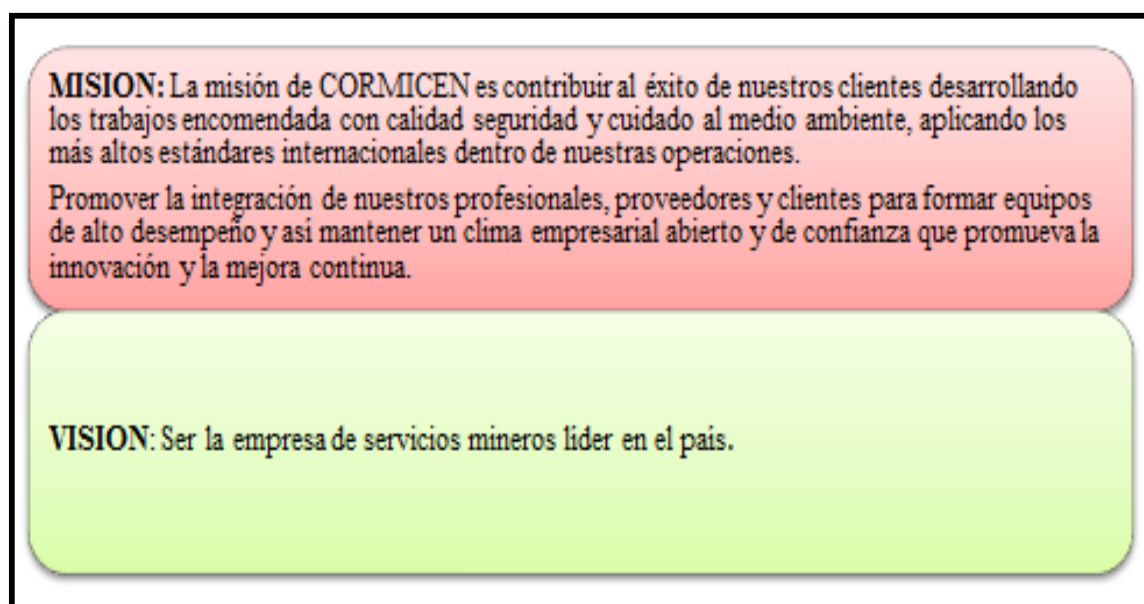 MISION: La misión de CORMICEN es contribuir al éxito de nuestros clientes desarrollando
los trabajos encomendada con calidad seguridad y cuidado al medio ambiente, aplicando los
más altos estándares internacionales dentro de nuestras operaciones.
Promover la integración de nuestros profesionales, proveedores y clientes para formar equipos
de alto desempeño y así mantener un clima empresarial abierto y de confianza que promueva la
innovación y la mejora continua.
VISION: Ser la empresa de servicios mineros líder en el país.